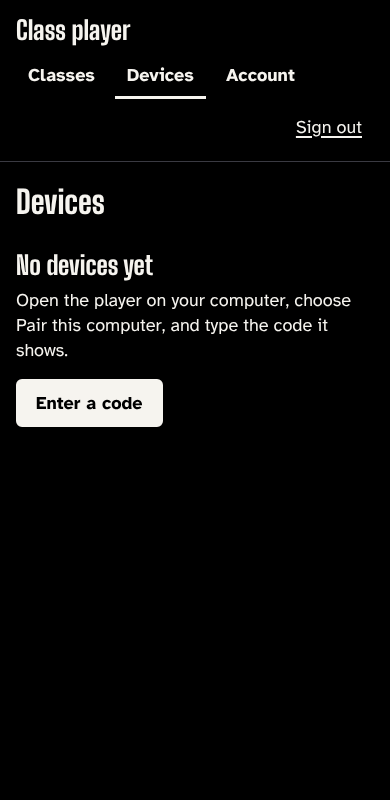 Class player
Classes Devices Account
Sign out
Devices
No devices yet
Open the player on your computer, choose
Pair this computer, and type the code it
shows.
Enter a code